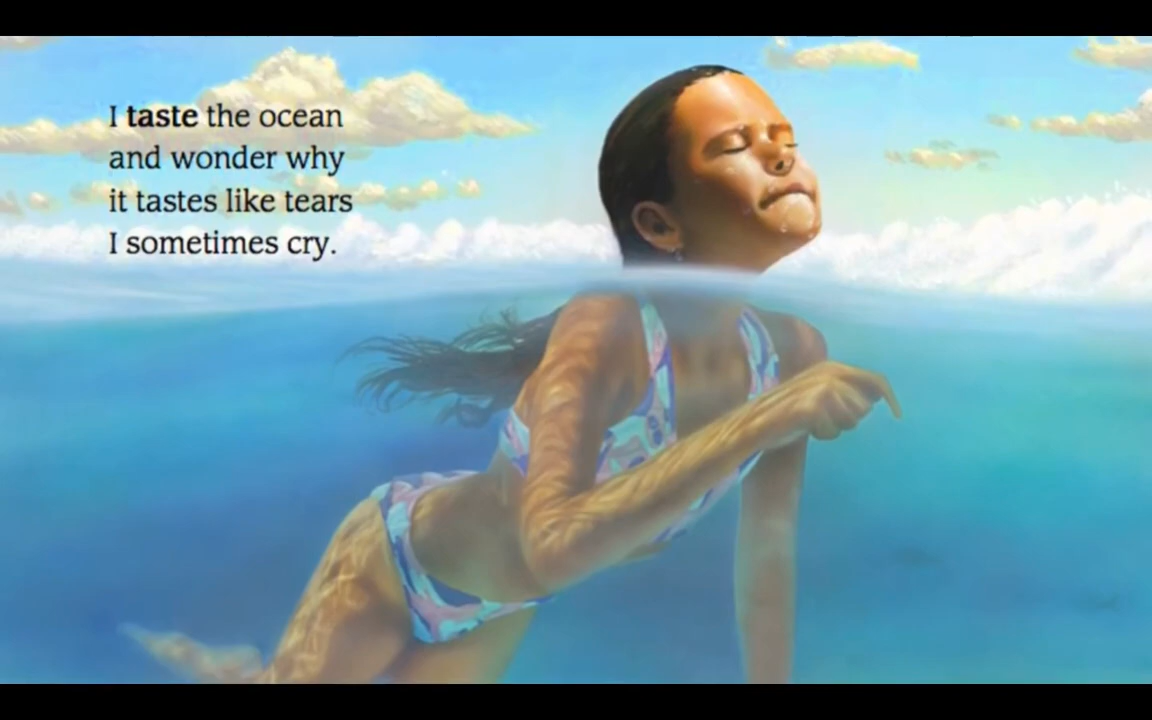 I taste the ocean
and wonder why
it tastes like tears
I sometimes cry.